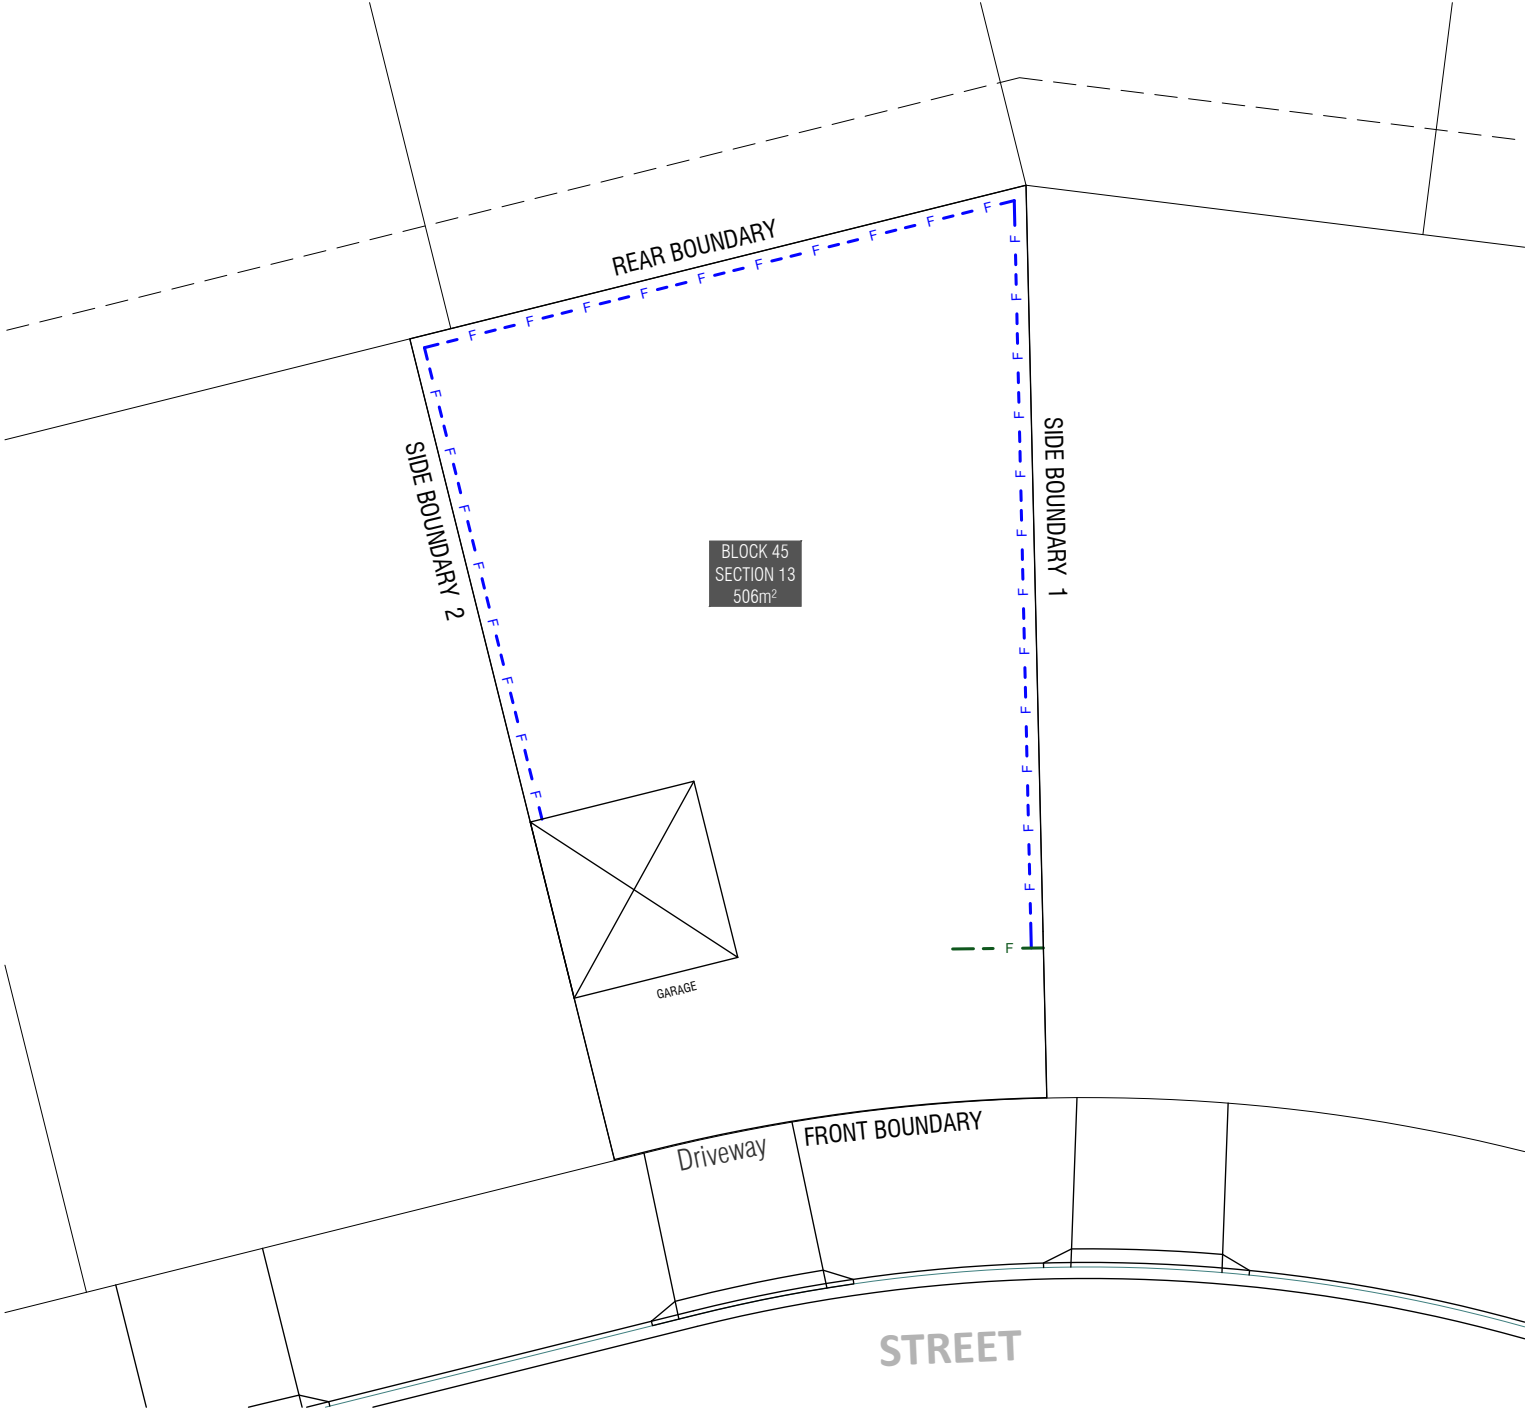 REAR BOUNDARY
F F F F F F F F F F
F F F F F F F F F F F F
F F F F F F F F
SIDE BOUNDARY 2
SIDE BOUNDARY 1
BLOCK 45
SECTION 13
506m²
F
GARAGE
Driveway
FRONT BOUNDARY
STREET